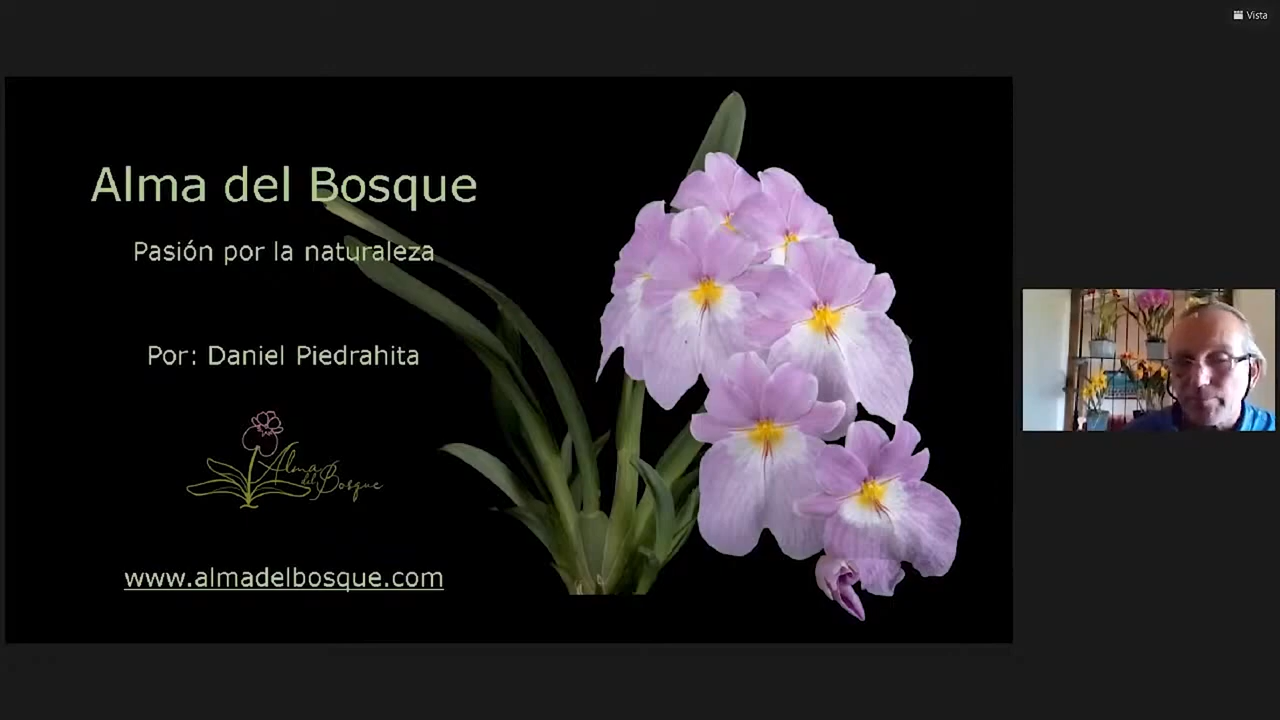 Vista
Alma del Bosque
Pasión por la naturaleza
Por: Daniel Piedrahita
Alma
del Bosque
www.almadelbosque.com